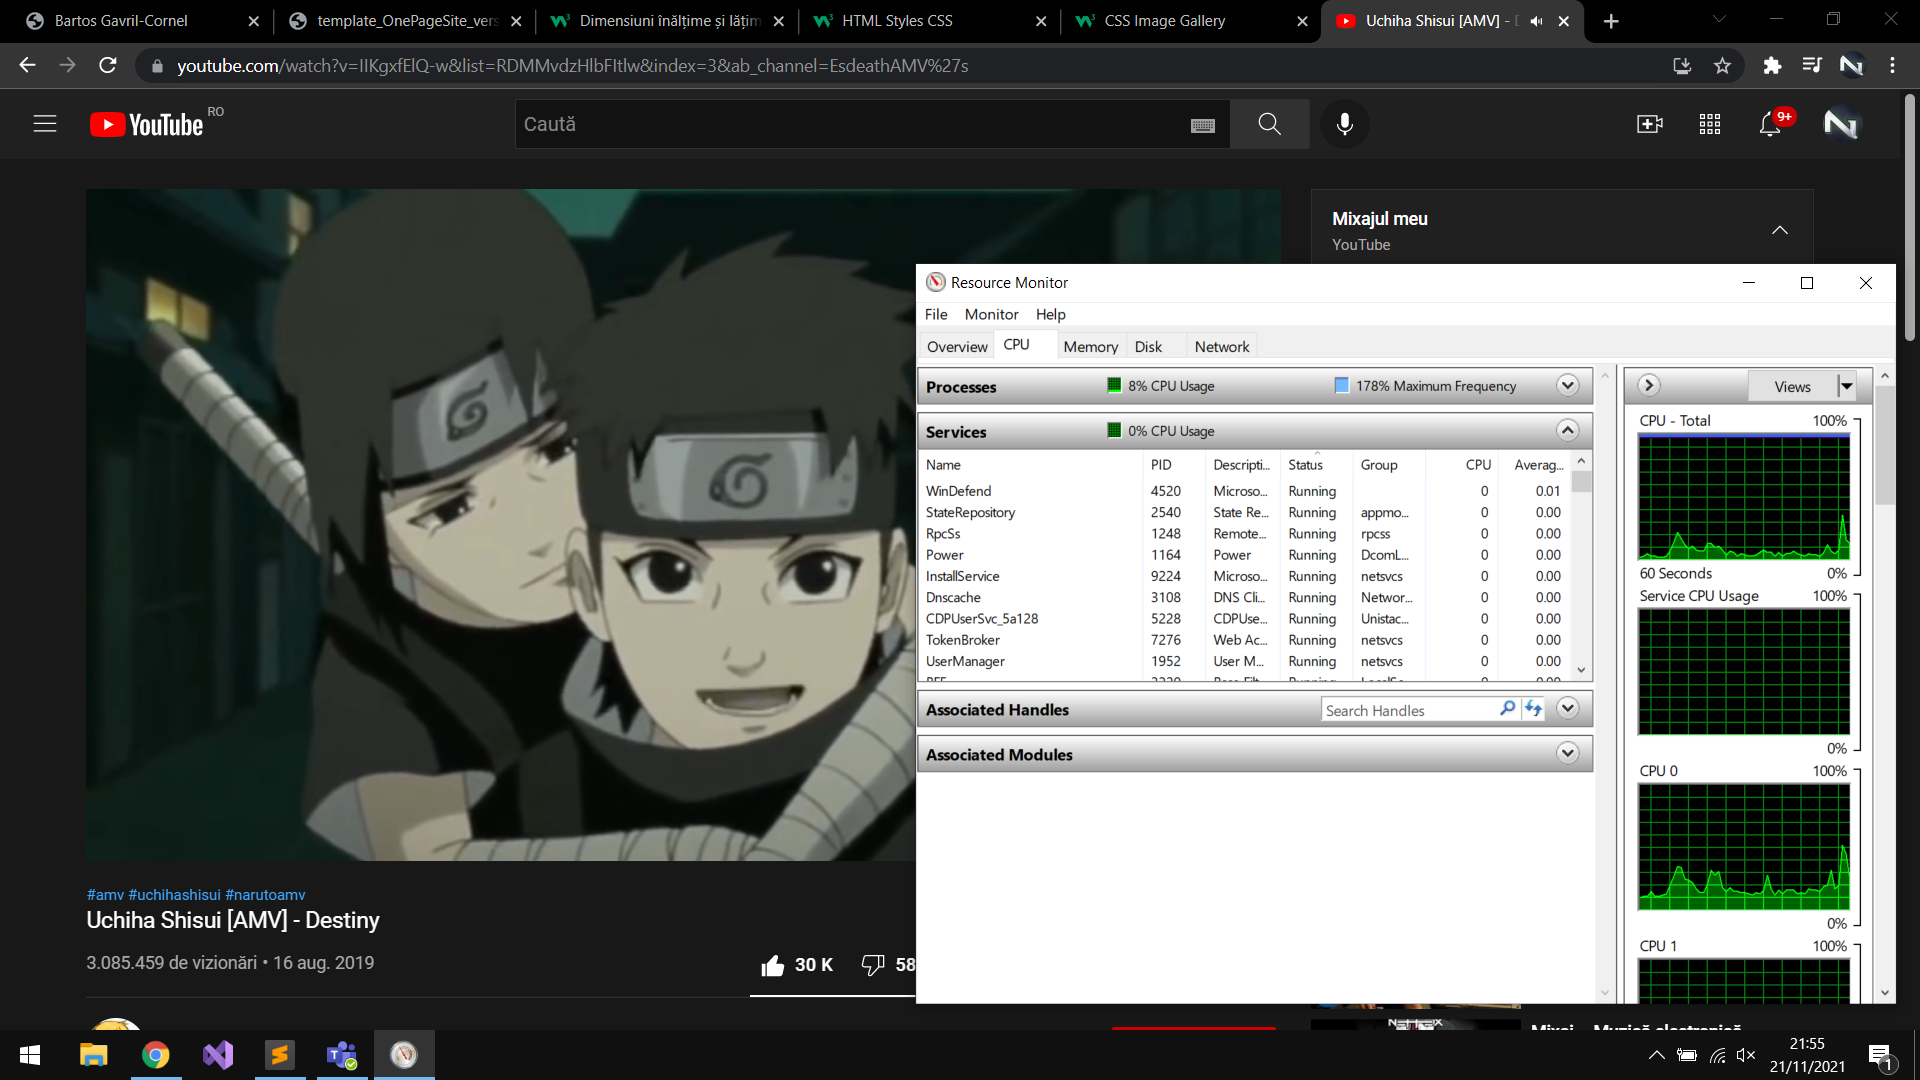 Bartos Gavril-Cornel
template_OnePageSite_vers
Dimensiuni înălțime și lățim
HTML Styles CSS
CSS Image Gallery
Uchiha Shisui [AMV] - D
youtube.com/watch?v=IIKgxfElQ-w&list=RDMMvdzHlbFItlw&index=3&ab_channel=EsdeathAMV%27s
YouTube RO
Caută
9+
Mixajul meu
YouTube
Resource Monitor
File Monitor Help
Overview CPU Memory Disk Network
Processes 8% CPU Usage 178% Maximum Frequency
Services 0% CPU Usage
Name PID Descripti... Status Group CPU Averag...
WinDefend 4520 Microso... Running 0 0.01
StateRepository 2540 State Re... Running appmo... 0 0.00
RpcSs 1248 Remote... Running rpcss 0 0.00
Power 1164 Power Running DcomL... 0 0.00
InstallService 9224 Microso... Running netsvcs 0 0.00
Dnscache 3108 DNS Cli... Running Networ... 0 0.00
CDPUserSvc_5a128 5228 CDPUse... Running Unistac... 0 0.00
TokenBroker 7276 Web Ac... Running netsvcs 0 0.00
UserManager 1952 User M... Running netsvcs 0 0.00
Associated Handles Search Handles
Associated Modules
Views
CPU - Total 100%
60 Seconds 0%
Service CPU Usage 100%
0%
CPU 0 100%
0%
CPU 1 100%
#amv #uchihashisui #narutoamv
Uchiha Shisui [AMV] - Destiny
3.085.459 de vizionări • 16 aug. 2019
30 K 58
21:55
21/11/2021
1